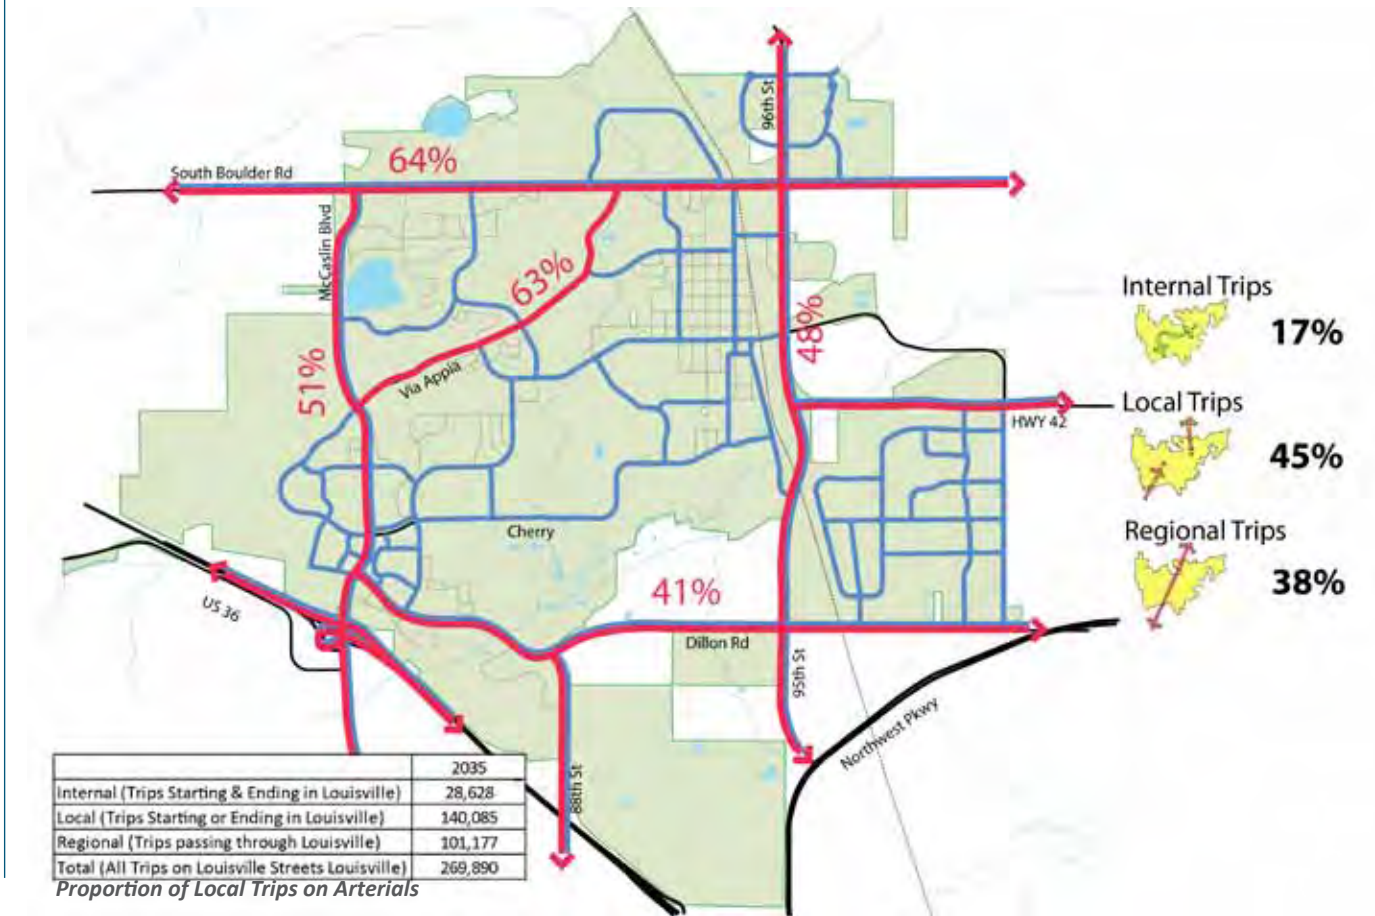 96th St
64%
South Boulder Rd
McCaslin Blvd
63%
48%
51%
Via Appia
HWY 42
Cherry
41%
US 36
Dillon Rd
95th St
Northwest Pkwy
88th St
Internal Trips
17%
Local Trips
45%
Regional Trips
38%
2035
Internal (Trips Starting & Ending in Louisville) 28,628
Local (Trips Starting or Ending in Louisville) 140,085
Regional (Trips passing through Louisville) 101,177
Total (All Trips on Louisville Streets Louisville) 269,890
Proportion of Local Trips on Arterials